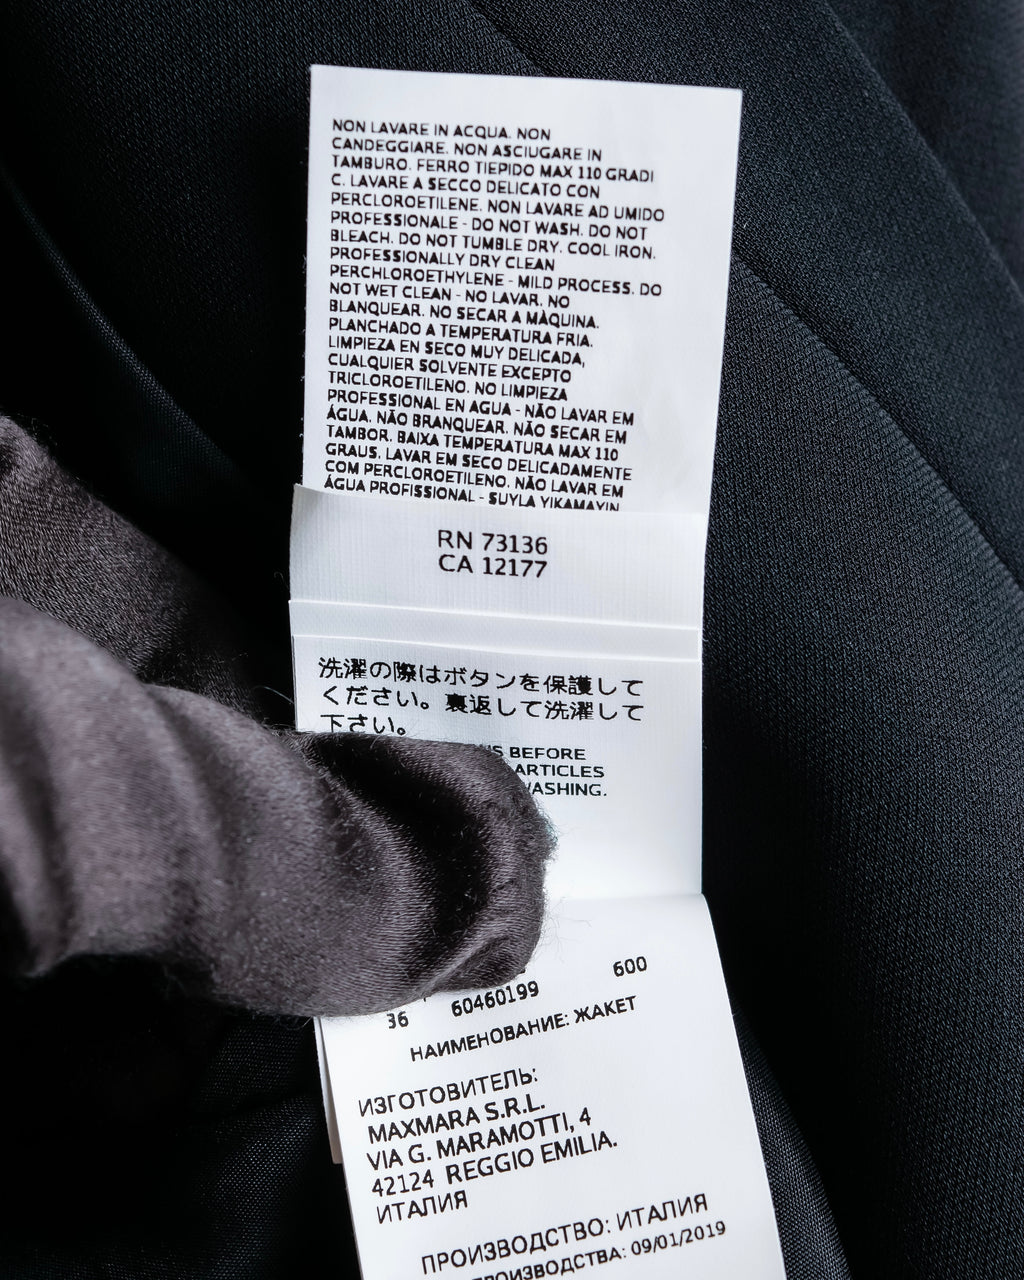 NON LAVARE IN ACQUA. NON
CANDEGGIARE. NON ASCIUGARE IN
TAMBURO. FERRO TIEPIDO MAX 110 GRADI
C. LAVARE A SECCO DELICATO CON
PERCLOROETILENE. NON LAVARE AD UMIDO
PROFESSIONALE - DO NOT WASH. DO NOT
BLEACH. DO NOT TUMBLE DRY. COOL IRON.
PROFESSIONALLY DRY CLEAN
PERCHLOROETHYLENE - MILD PROCESS. DO
NOT WET CLEAN - NO LAVAR. NO
BLANQUEAR. NO SECAR A MÀQUINA.
PLANCHADO A TEMPERATURA FRIA.
LIMPIEZA EN SECO MUY DELICADA,
CUALQUIER SOLVENTE EXCEPTO
TRICLOROETILENO. NO LIMPIEZA
PROFESSIONAL EN AGUA - NÃO LAVAR EM
ÁGUA. NÃO BRANQUEAR. NÃO SECAR EM
TAMBOR. BAIXA TEMPERATURA MAX 110
GRAUS. LAVAR EM SECO DELICADAMENTE
COM PERCLOROETILENO. NÃO LAVAR EM
ÁGUA PROFISSIONAL - SUYLA YIKAMAYIN
RN 73136
CA 12177
洗濯の際はボタンを保護して
ください。裏返して洗濯して
下さい。
BEFORE
ARTICLES
WASHING.
600
36 60460199
НАИМЕНОВАНИЕ: ЖАКЕТ
ИЗГОТОВИТЕЛЬ:
MAXMARA S.R.L.
VIA G. MARAMOTTI, 4
42124 REGGIO EMILIA.
ИТАЛИЯ
ПРОИЗВОДСТВО: ИТАЛИЯ
ПРОИЗВОДСТВА: 09/01/2019